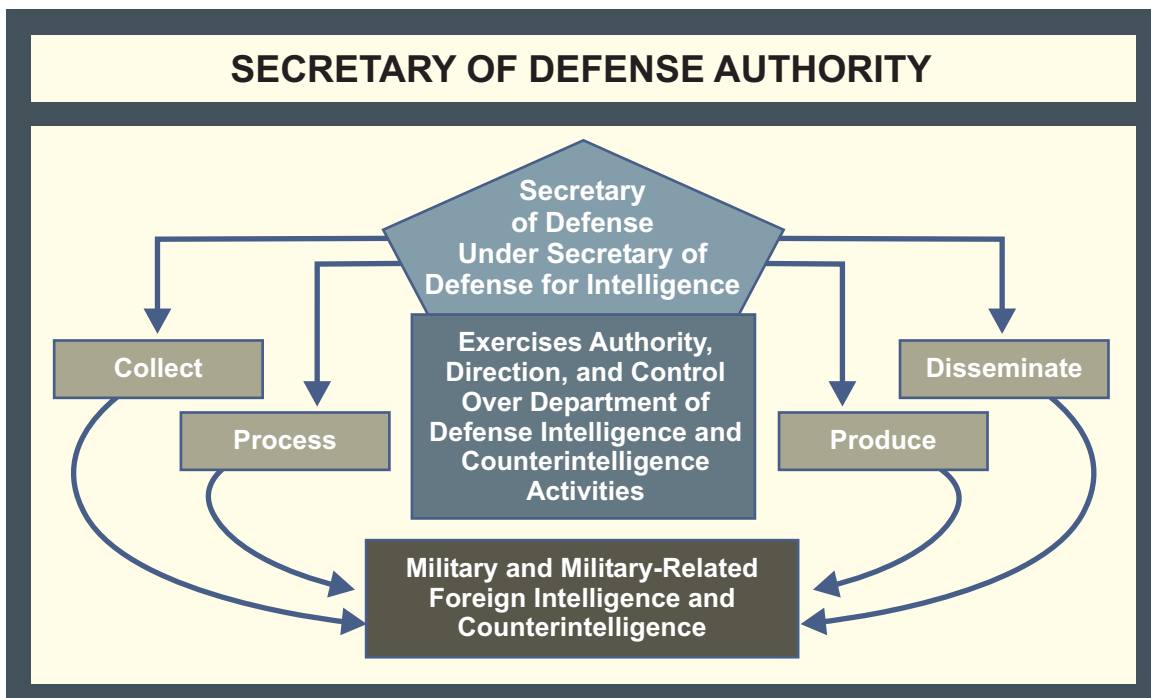 SECRETARY OF DEFENSE AUTHORITY
Secretary
of Defense
Under Secretary of
Defense for Intelligence
Exercises Authority,
Direction, and Control
Over Department of
Defense Intelligence and
Counterintelligence
Activities
Collect
Process
Produce
Disseminate
Military and Military-Related
Foreign Intelligence and
Counterintelligence